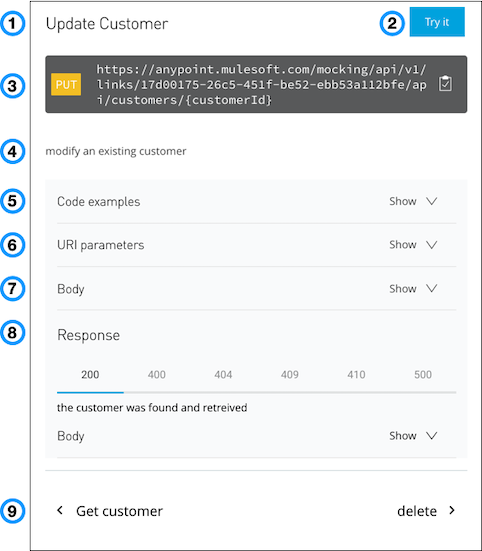 1 Update Customer 2 Try it
3 PUT https://anypoint.mulesoft.com/mocking/api/v1/
links/17d00175-26c5-451f-be52-ebb53a112bfe/ap
i/customers/{customerId}
4 modify an existing customer
5 Code examples Show
6 URI parameters Show
7 Body Show
8 Response
200 400 404 409 410 500
the customer was found and retreived
Body Show
9 Get customer delete